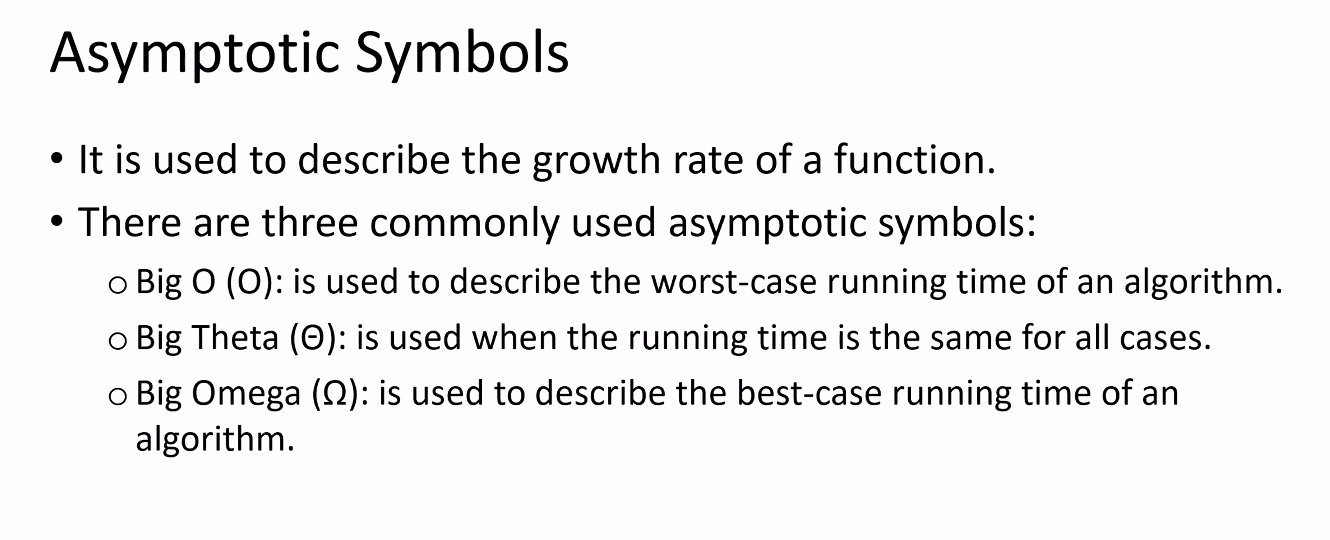 Asymptotic Symbols
• It is used to describe the growth rate of a function.
• There are three commonly used asymptotic symbols:
o Big O (O): is used to describe the worst-case running time of an algorithm.
o Big Theta (Θ): is used when the running time is the same for all cases.
o Big Omega (Ω): is used to describe the best-case running time of an
algorithm.